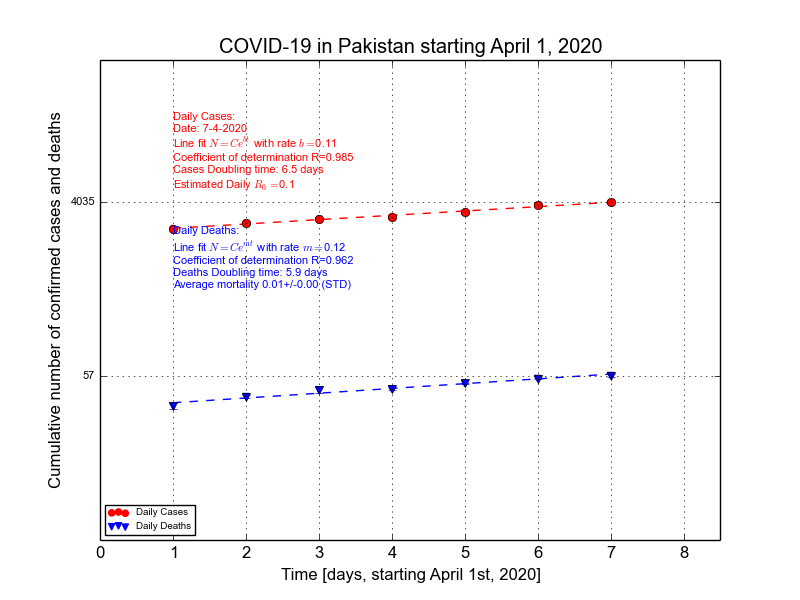 COVID-19 in Pakistan starting April 1, 2020
Cumulative number of confirmed cases and deaths
4035
57
Daily Cases:
Date: 7-4-2020
Line fit N=Ce^{bt} with rate b=0.11
Coefficient of determination R=0.985
Cases Doubling time: 6.5 days
Estimated Daily R_0=0.1
Daily Deaths:
Line fit N=Ce^{mt} with rate m=0.12
Coefficient of determination R=0.962
Deaths Doubling time: 5.9 days
Average mortality 0.01+/-0.00 (STD)
Daily Cases
Daily Deaths
0 1 2 3 4 5 6 7 8
Time [days, starting April 1st, 2020]